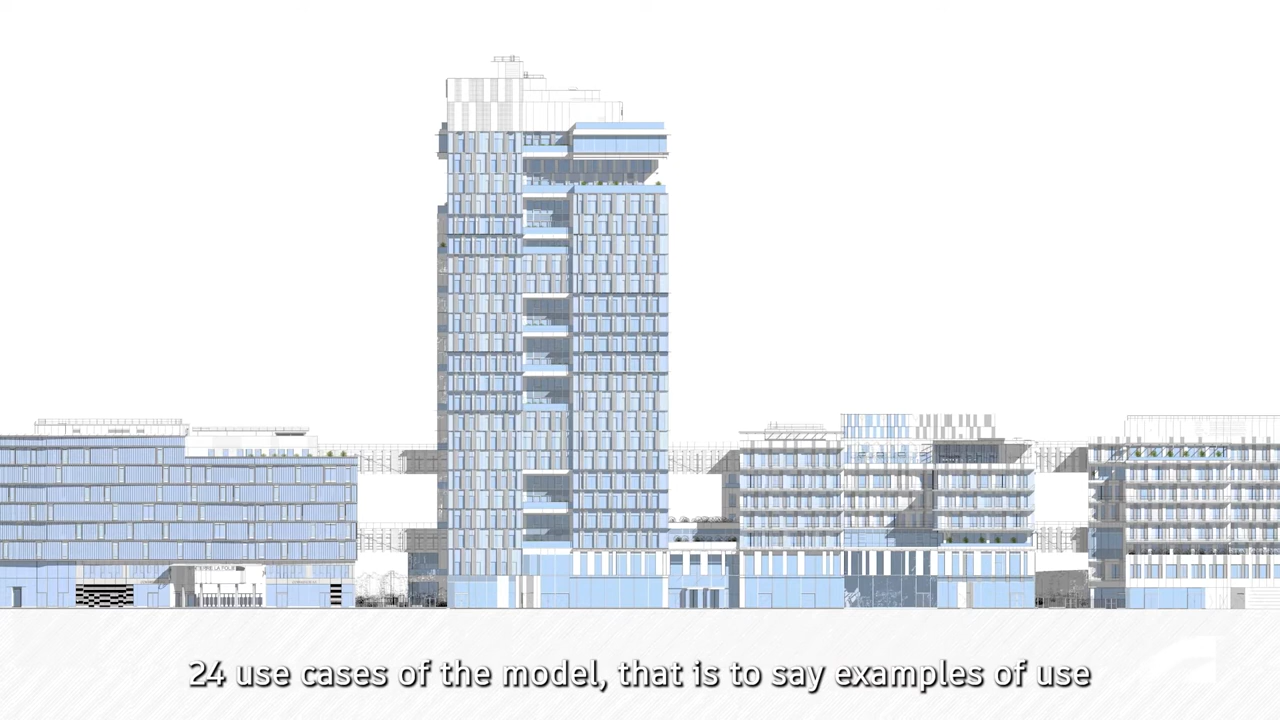 24 use cases of the model, that is to say examples of use